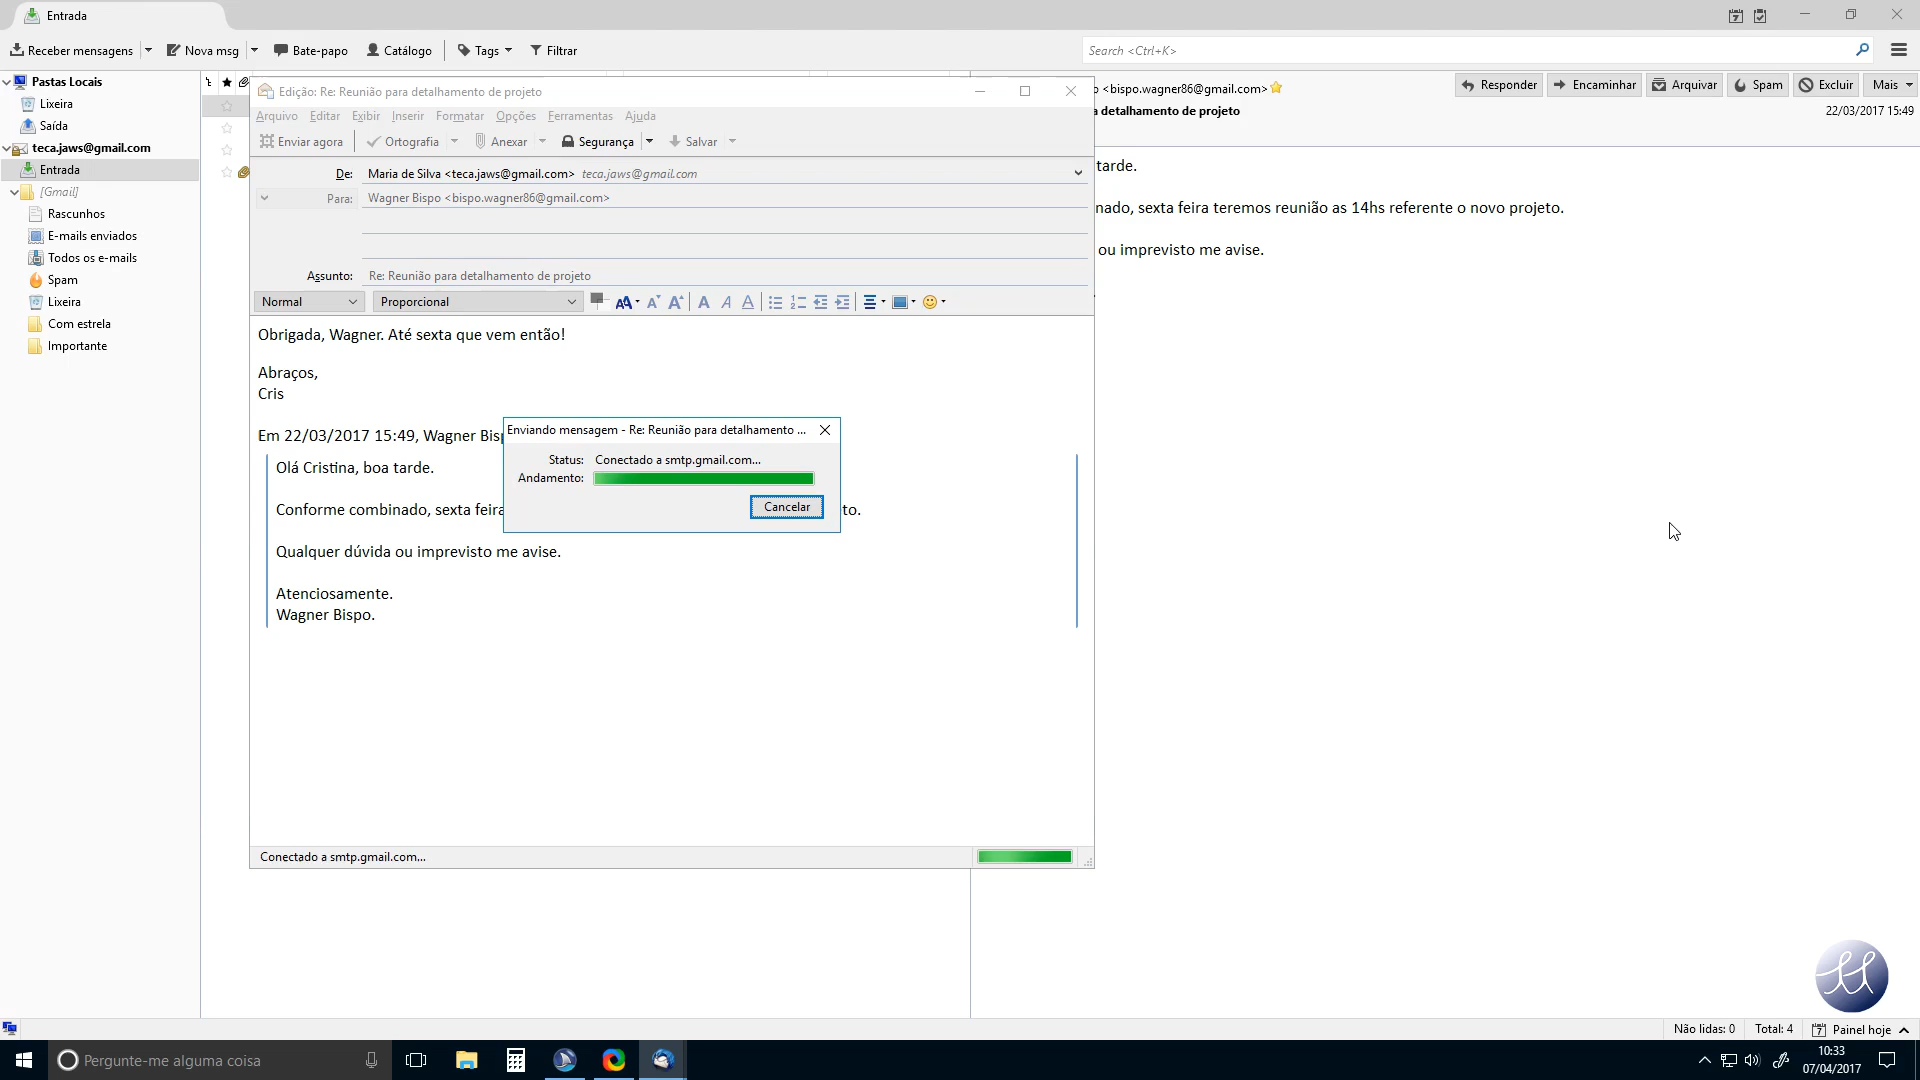 Entrada
Receber mensagens
Nova msg
Bate-papo
Catálogo
Tags
Filtrar
Search <Ctrl+K>
Pastas Locais
Lixeira
Saída
teca.jaws@gmail.com
Entrada
[Gmail]
Rascunhos
E-mails enviados
Todos os e-mails
Spam
Lixeira
Com estrela
Importante
Edição: Re: Reunião para detalhamento de projeto
Arquivo Editar Exibir Inserir Formatar Opções Ferramentas Ajuda
Enviar agora Ortografia Anexar Segurança Salvar
De: Maria de Silva <teca.jaws@gmail.com> teca.jaws@gmail.com
Para: Wagner Bispo <bispo.wagner86@gmail.com>
Assunto: Re: Reunião para detalhamento de projeto
Normal Proporcional
Obrigada, Wagner. Até sexta que vem então!
Abraços,
Cris
Em 22/03/2017 15:49, Wagner Bisp
Olá Cristina, boa tarde.
Conforme combinado, sexta feira to.
Qualquer dúvida ou imprevisto me avise.
Atenciosamente.
Wagner Bispo.
Enviando mensagem - Re: Reunião para detalhamento ...
Status: Conectado a smtp.gmail.com...
Andamento:
Cancelar
Conectado a smtp.gmail.com...
o <bispo.wagner86@gmail.com>
Responder Encaminhar Arquivar Spam Excluir Mais
a detalhamento de projeto
22/03/2017 15:49
tarde.
nado, sexta feira teremos reunião as 14hs referente o novo projeto.
ou imprevisto me avise.
Não lidas: 0 Total: 4 Painel hoje
Pergunte-me alguma coisa
10:33
07/04/2017